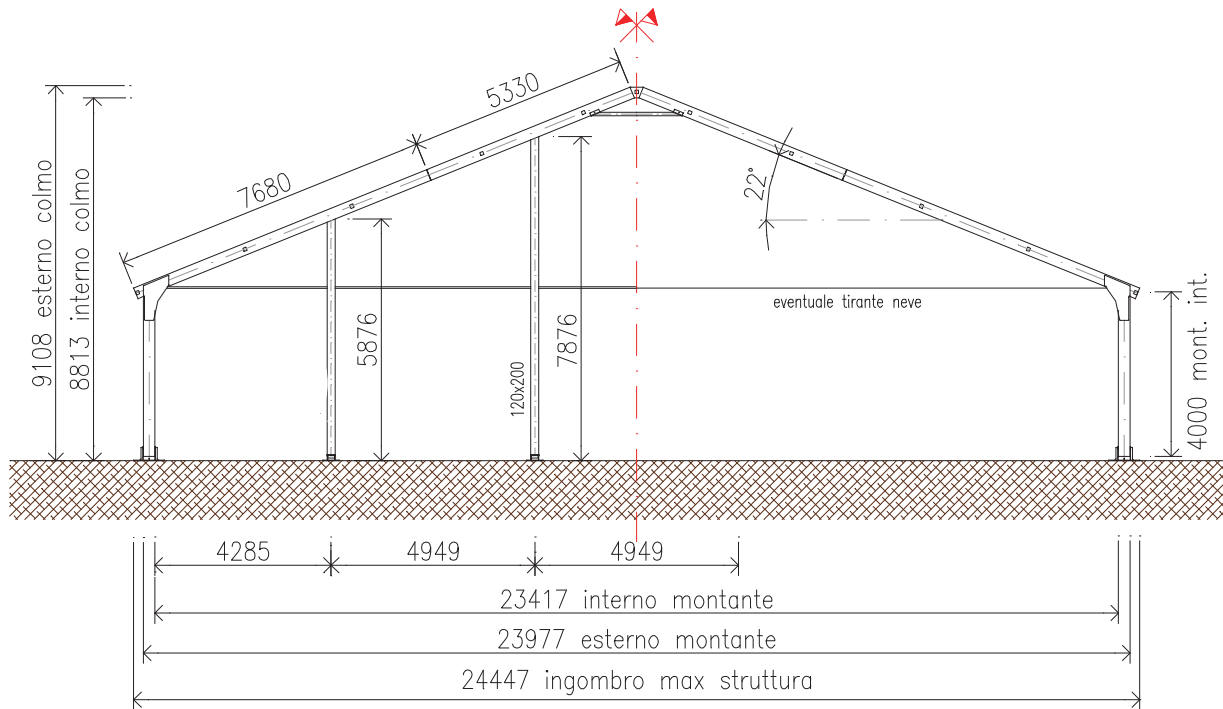 5330
7680
9108 esterno colmo
8813 interno colmo
22°
5876
120x200
7876
eventuale tirante neve
4000 mont. int.
4285
4949
4949
23417 interno montante
23977 esterno montante
24447 ingombro max struttura